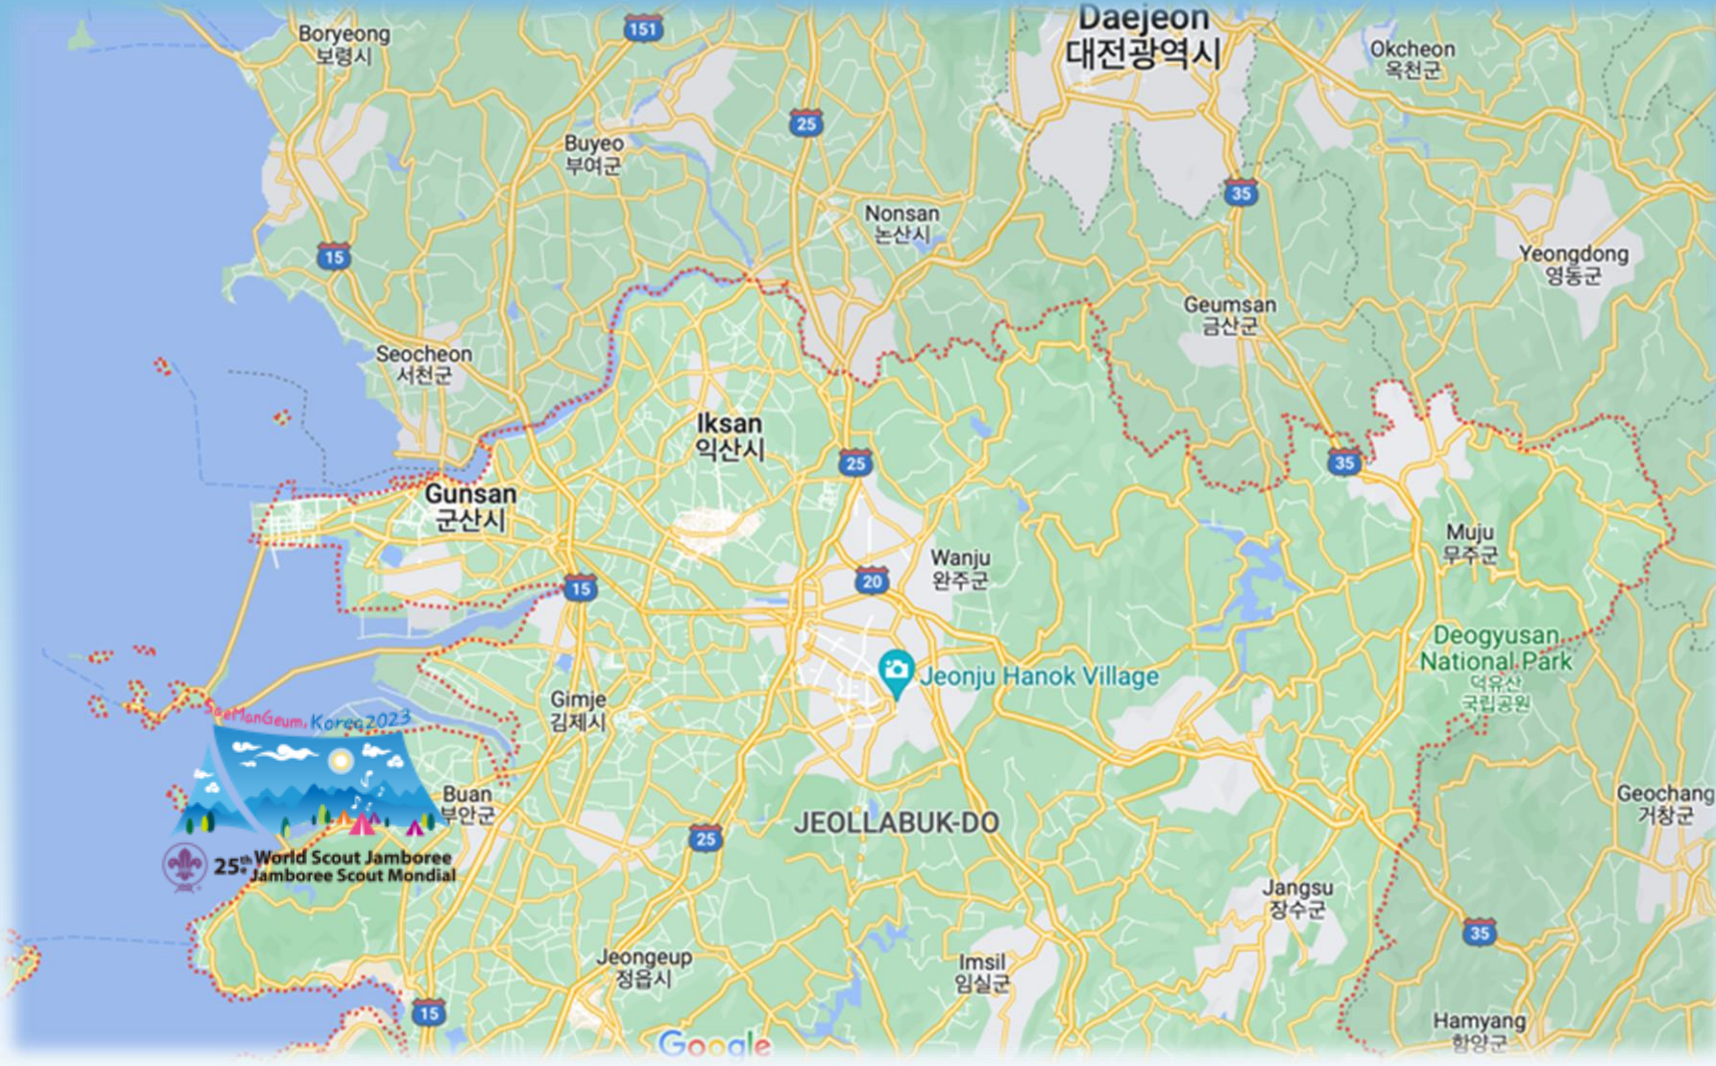 Boryeong
보령시
151
Daejeon
대전광역시
Okcheon
옥천군
25
Buyeo
부여군
35
Nonsan
논산시
15
Yeongdong
영동군
Geumsan
금산군
Seocheon
서천군
Iksan
익산시
25
35
Gunsan
군산시
Muju
무주군
Wanju
완주군
20
15
Deogyusan
National Park
덕유산
국립공원
Jeonju Hanok Village
Gimje
김제시
SaeManGeum, Korea 2023
Buan
부안군
Geochang
거창군
JEOLLABUK-DO
25
25th World Scout Jamboree
Jamboree Scout Mondial
Jangsu
장수군
35
Jeongeup
정읍시
Imsil
임실군
15
Hamyang
함양군
Google